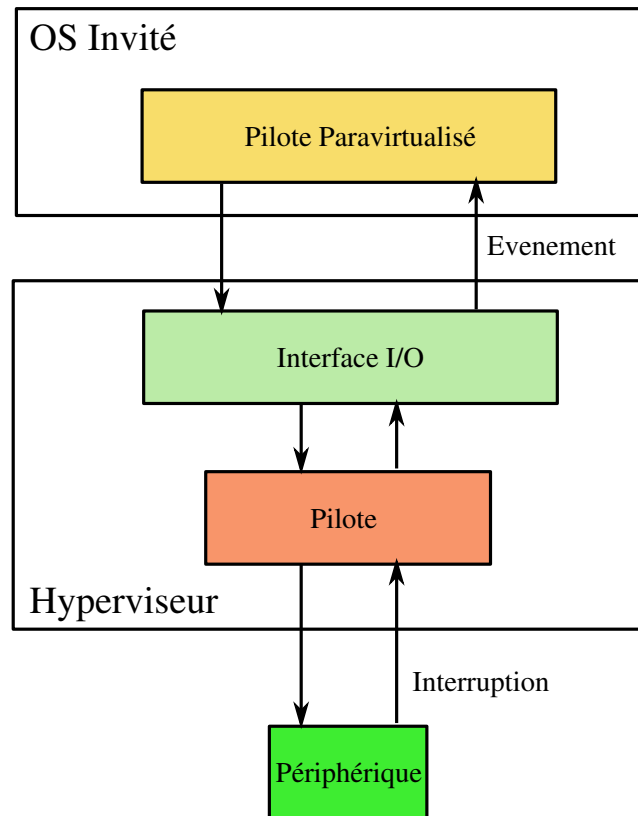 OS Invité
Pilote Paravirtualisé
Evenement
Interface I/O
Pilote
Hyperviseur
Interruption
Périphérique